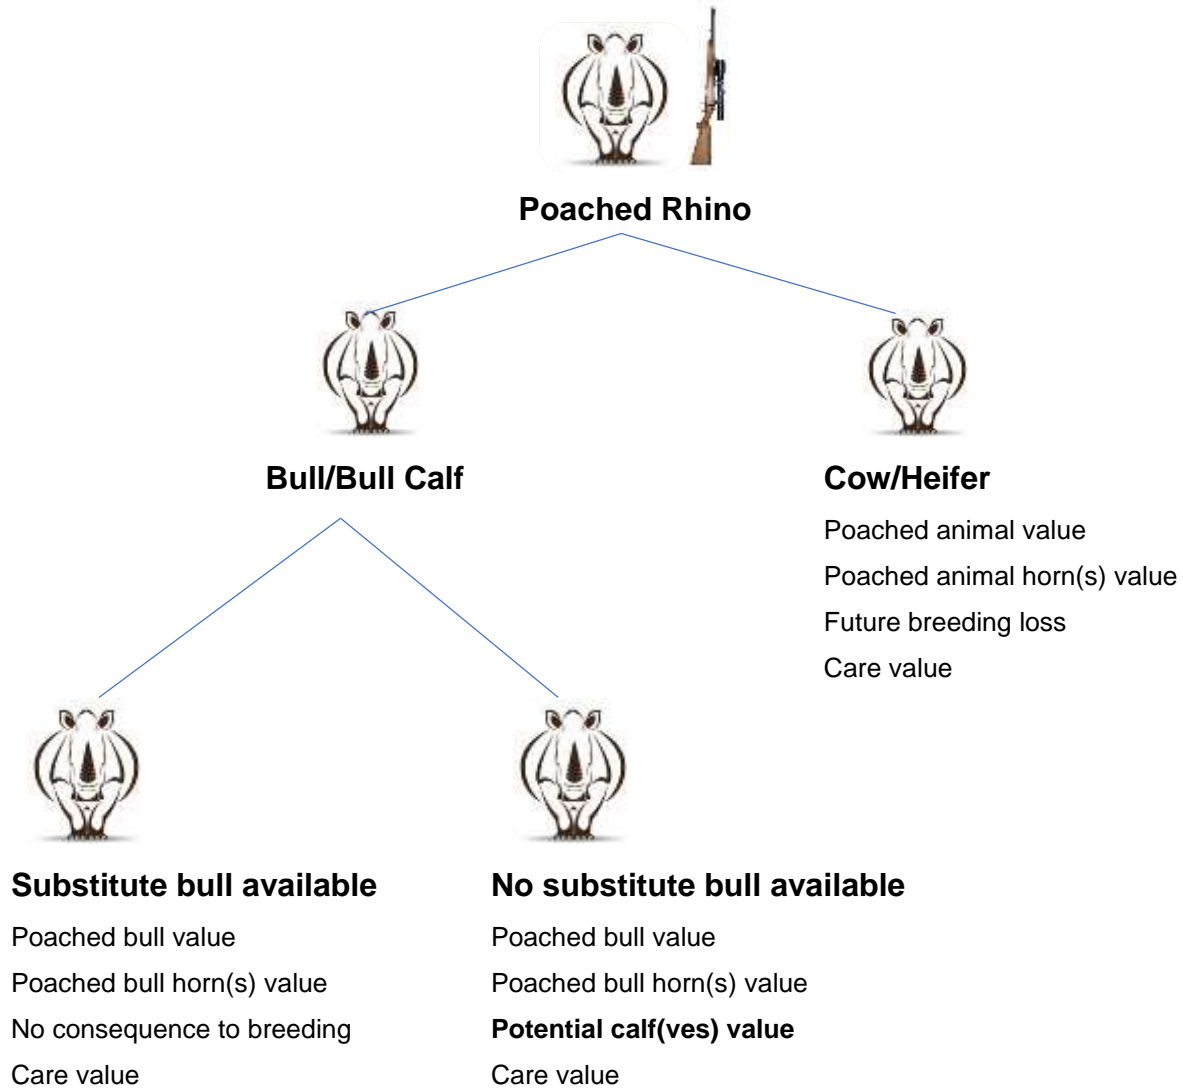 Poached Rhino
Bull/Bull Calf
Cow/Heifer
Poached animal value
Poached animal horn(s) value
Future breeding loss
Care value
Substitute bull available
Poached bull value
Poached bull horn(s) value
No consequence to breeding
Care value
No substitute bull available
Poached bull value
Poached bull horn(s) value
Potential calf(ves) value
Care value